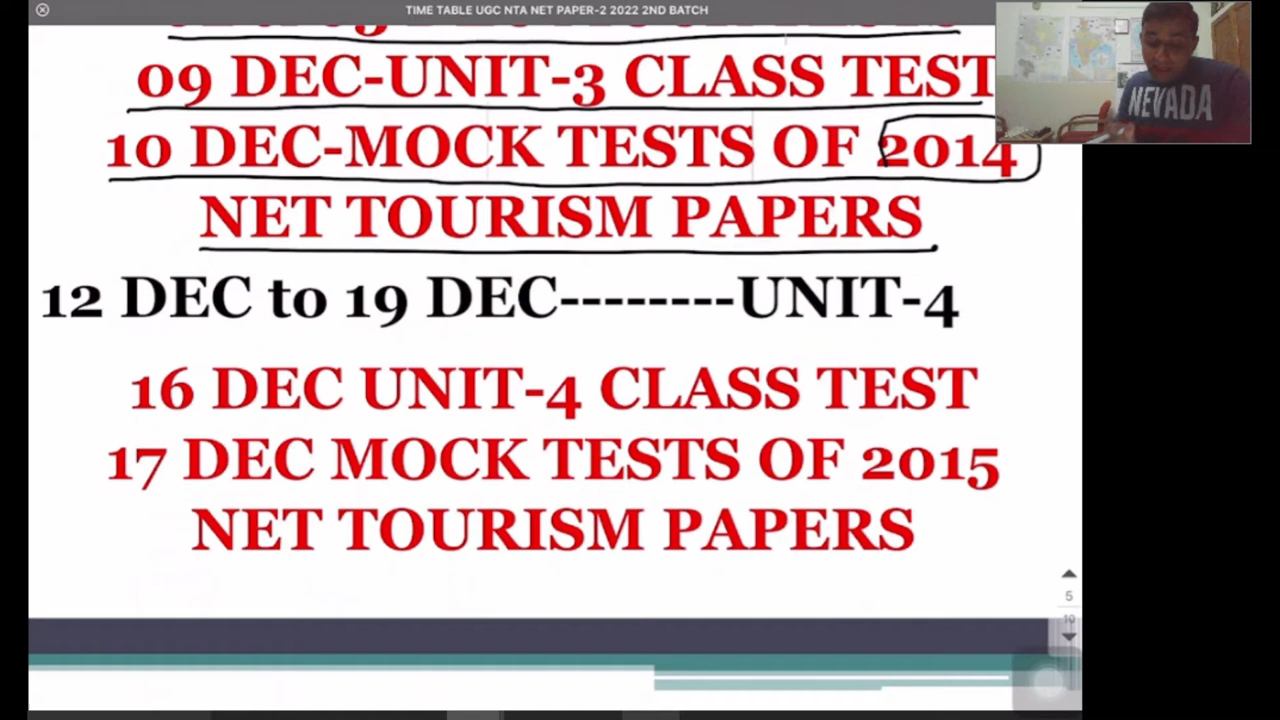 TIME TABLE UGC NTA NET PAPER-2 2022 2ND BATCH
09 DEC-UNIT-3 CLASS TEST
10 DEC-MOCK TESTS OF 2014
NET TOURISM PAPERS
12 DEC to 19 DEC--------UNIT-4
16 DEC UNIT-4 CLASS TEST
17 DEC MOCK TESTS OF 2015
NET TOURISM PAPERS
NEVADA
5
10